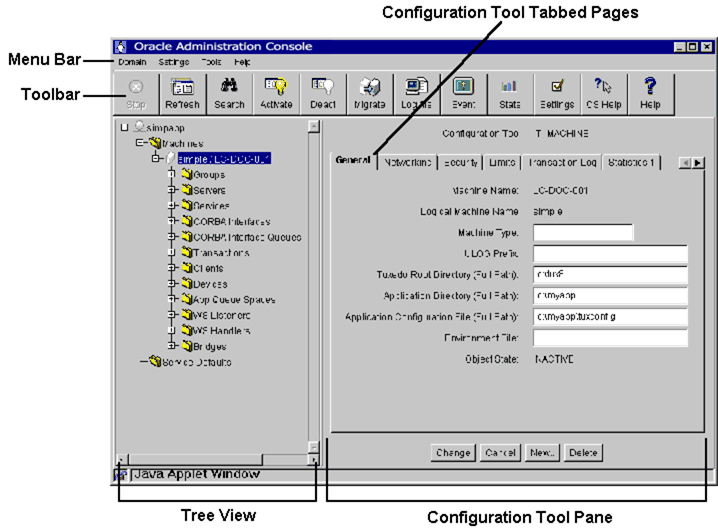 Configuration Tool Tabbed Pages
Oracle Administration Console
Menu Bar
Domain Settings Tools Help
Toolbar
Stop Refresh Search Activate Deact Migrate Logfile Event Stats Settings CS Help Help
simpapp
Machines
simple / LC-DOC-001
Groups
Servers
Services
CORBA Interfaces
CORBA Interface Queues
Transactions
Clients
Devices
App Queue Spaces
WS Listeners
WS Handlers
Bridges
Service Defaults
Configuration Tool T_MACHINE
General Networking Security Limits Transaction Log Statistics 1
Machine Name: LC-DOC-001
Logical Machine Name simple
Machine Type:
ULOG Prefix:
Tuxedo Root Directory (Full Path):
Application Directory (Full Path): c:\myapp
Application Configuration File (Full Path): c:\myapp\tuxconfig
Environment File:
Object State: INACTIVE
Change Cancel New... Delete
Java Applet Window
Tree View
Configuration Tool Pane